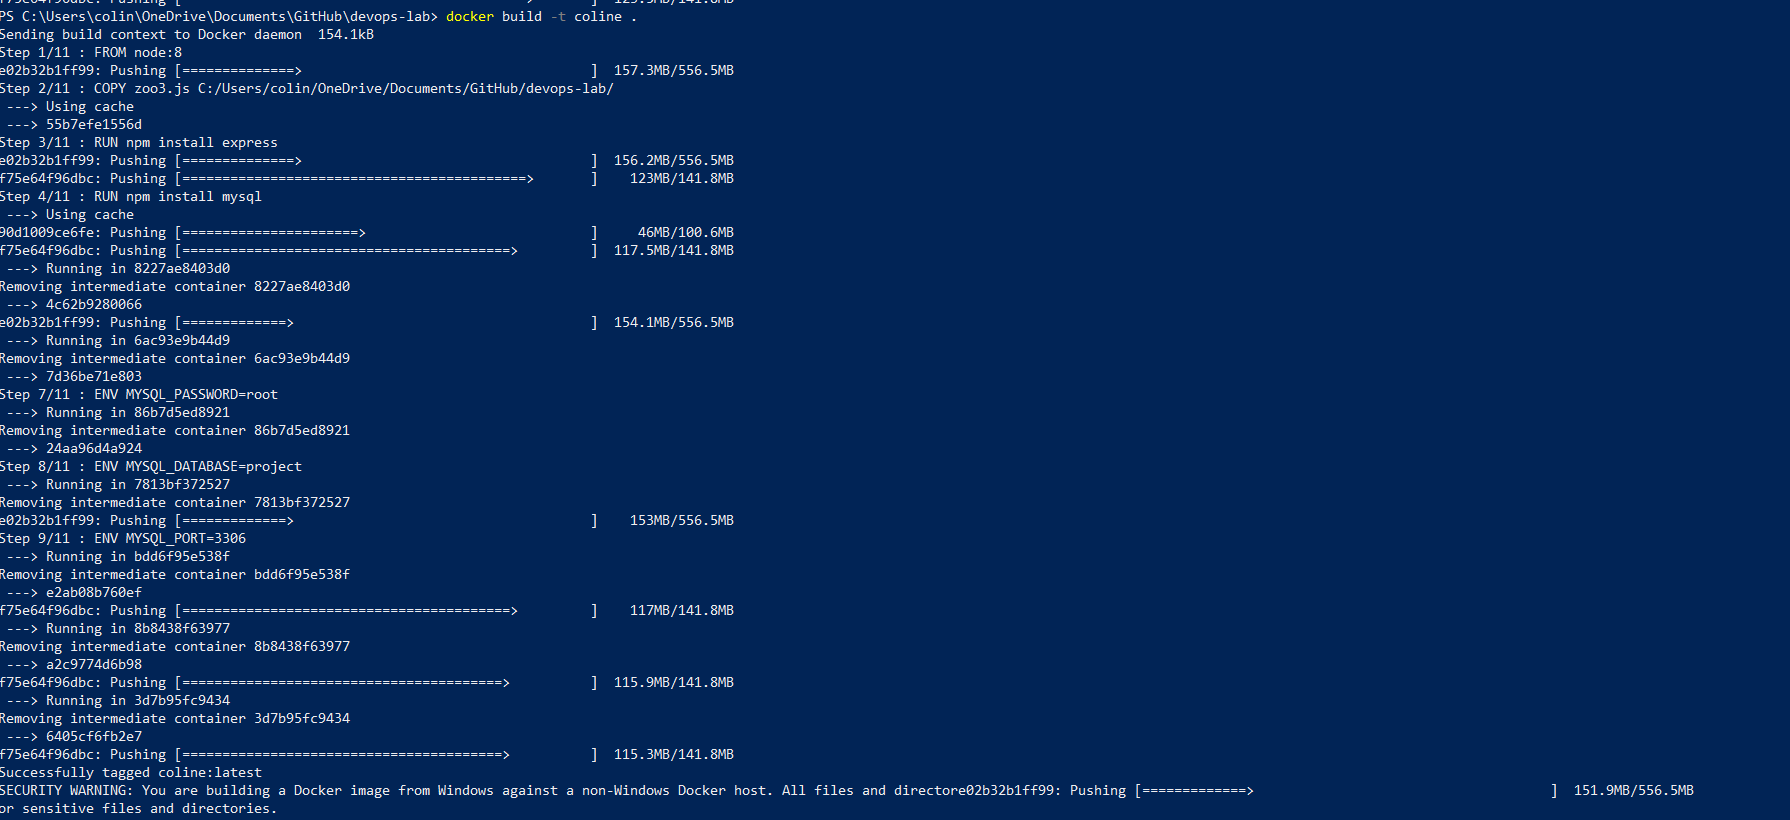 PS C:\Users\colin\OneDrive\Documents\GitHub\devops-lab> docker build -t coline .
Sending build context to Docker daemon  154.1kB
Step 1/11 : FROM node:8
e02b32b1ff99: Pushing [==============>                                    ]  157.3MB/556.5MB
Step 2/11 : COPY zoo3.js C:/Users/colin/OneDrive/Documents/GitHub/devops-lab/
 ---> Using cache
 ---> 55b7efe1556d
Step 3/11 : RUN npm install express
e02b32b1ff99: Pushing [==============>                                    ]  156.2MB/556.5MB
f75e64f96dbc: Pushing [===========================================>       ]    123MB/141.8MB
Step 4/11 : RUN npm install mysql
 ---> Using cache
90d1009ce6fe: Pushing [======================>                            ]     46MB/100.6MB
f75e64f96dbc: Pushing [=========================================>         ]  117.5MB/141.8MB
 ---> Running in 8227ae8403d0
Removing intermediate container 8227ae8403d0
 ---> 4c62b9280066
e02b32b1ff99: Pushing [=============>                                     ]  154.1MB/556.5MB
 ---> Running in 6ac93e9b44d9
Removing intermediate container 6ac93e9b44d9
 ---> 7d36be71e803
Step 7/11 : ENV MYSQL_PASSWORD=root
 ---> Running in 86b7d5ed8921
Removing intermediate container 86b7d5ed8921
 ---> 24aa96d4a924
Step 8/11 : ENV MYSQL_DATABASE=project
 ---> Running in 7813bf372527
Removing intermediate container 7813bf372527
e02b32b1ff99: Pushing [=============>                                     ]    153MB/556.5MB
Step 9/11 : ENV MYSQL_PORT=3306
 ---> Running in bdd6f95e538f
Removing intermediate container bdd6f95e538f
 ---> e2ab08b760ef
f75e64f96dbc: Pushing [=========================================>         ]    117MB/141.8MB
 ---> Running in 8b8438f63977
Removing intermediate container 8b8438f63977
 ---> a2c9774d6b98
f75e64f96dbc: Pushing [========================================>          ]  115.9MB/141.8MB
 ---> Running in 3d7b95fc9434
Removing intermediate container 3d7b95fc9434
 ---> 6405cf6fb2e7
f75e64f96dbc: Pushing [========================================>          ]  115.3MB/141.8MB
Successfully tagged coline:latest
SECURITY WARNING: You are building a Docker image from Windows against a non-Windows Docker host. All files and directore02b32b1ff99: Pushing [=============>                                     ]  151.9MB/556.5MB
or sensitive files and directories.